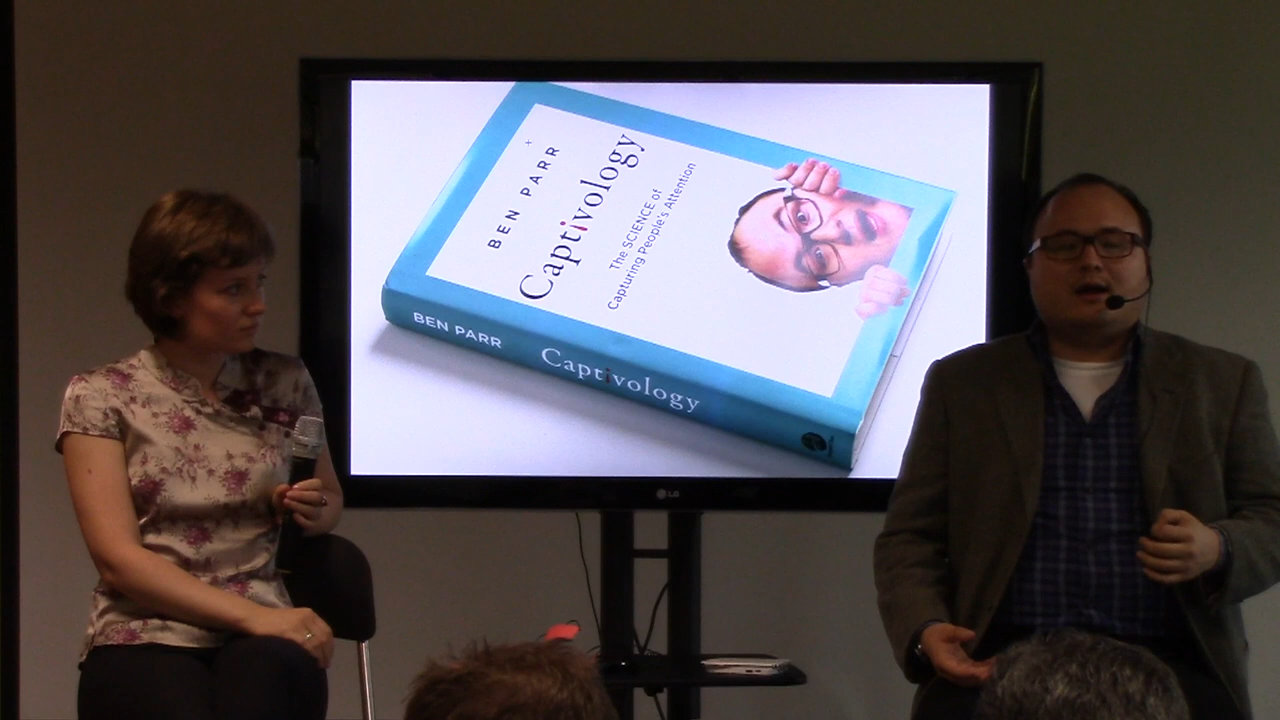 BEN PARR
Captivology
The SCIENCE of
Capturing People's Attention
BEN PARR
Captivology
LG